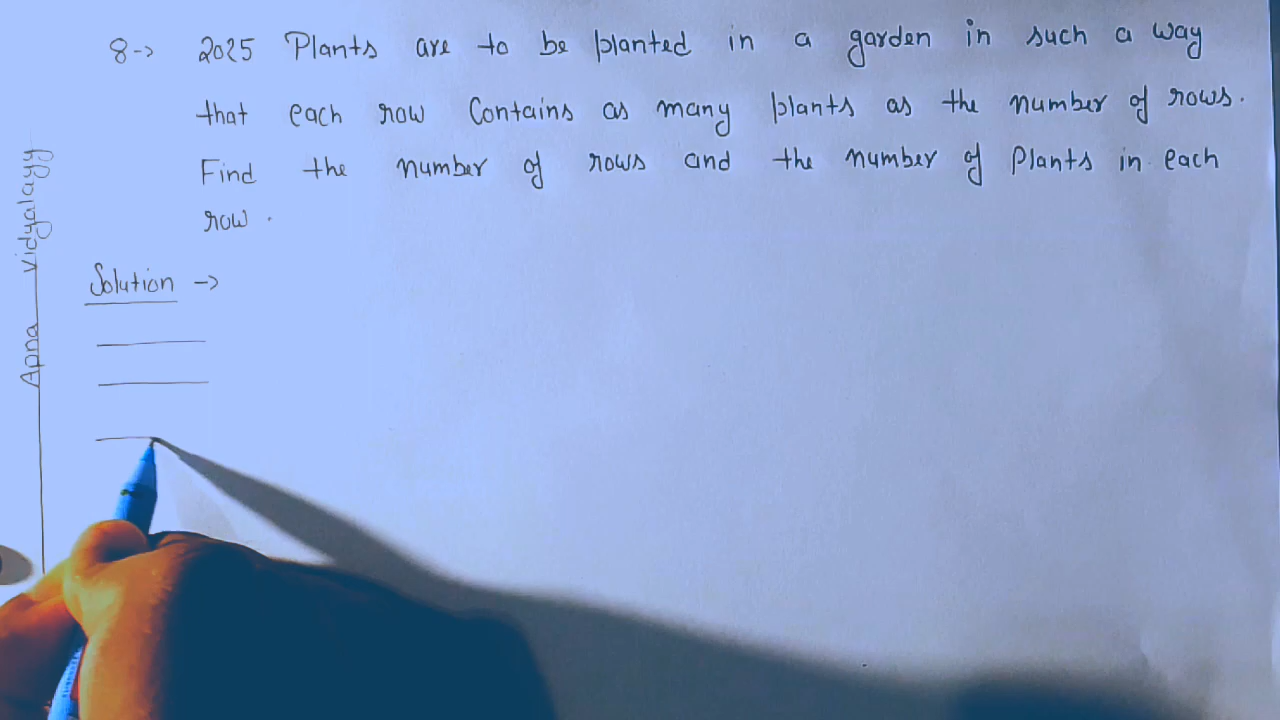 8-> 2025 Plants are to be planted in a garden in such a way
that each row Contains as many plants as the number of rows.
Find the number of rows and the number of Plants in each
row.
Solution ->
Apna Vidyalayy